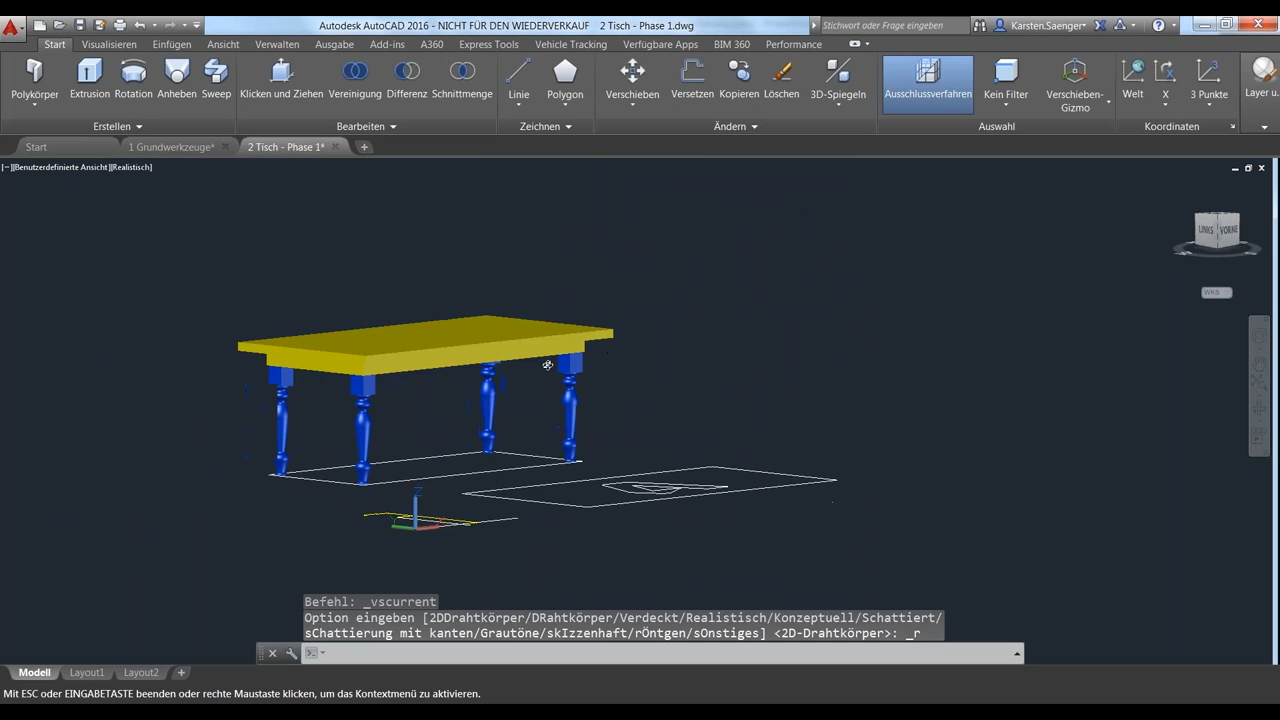 Autodesk AutoCAD 2016 - NICHT FÜR DEN WIEDERVERKAUF 2 Tisch - Phase 1.dwg
Stichwort oder Frage eingeben
Karsten.Saenger
Start Visualisieren Einfügen Ansicht Verwalten Ausgabe Add-ins A360 Express Tools Vehicle Tracking Verfügbare Apps BIM 360 Performance
Polykörper Extrusion Rotation Anheben Sweep Klicken und Ziehen Vereinigung Differenz Schnittmenge Linie Polygon Verschieben Versetzen Kopieren Löschen 3D-Spiegeln Ausschlussverfahren Kein Filter Verschieben-Gizmo Welt X 3 Punkte Layer u.
Erstellen Bearbeiten Zeichnen Ändern Auswahl Koordinaten
Start 1 Grundwerkzeuge* 2 Tisch - Phase 1*
[−][Benutzerdefinierte Ansicht][Realistisch]
LINKS VORNE
WKS
Z
Befehl: _vscurrent
Option eingeben [2DDrahtkörper/DRahtkörper/Verdeckt/Realistisch/Konzeptuell/Schattiert/
sChattierung mit kanten/Grautöne/skIzzenhaft/rÖntgen/sOnstiges] <2D-Drahtkörper>: _r
Modell Layout1 Layout2
Mit ESC oder EINGABETASTE beenden oder rechte Maustaste klicken, um das Kontextmenü zu aktivieren.